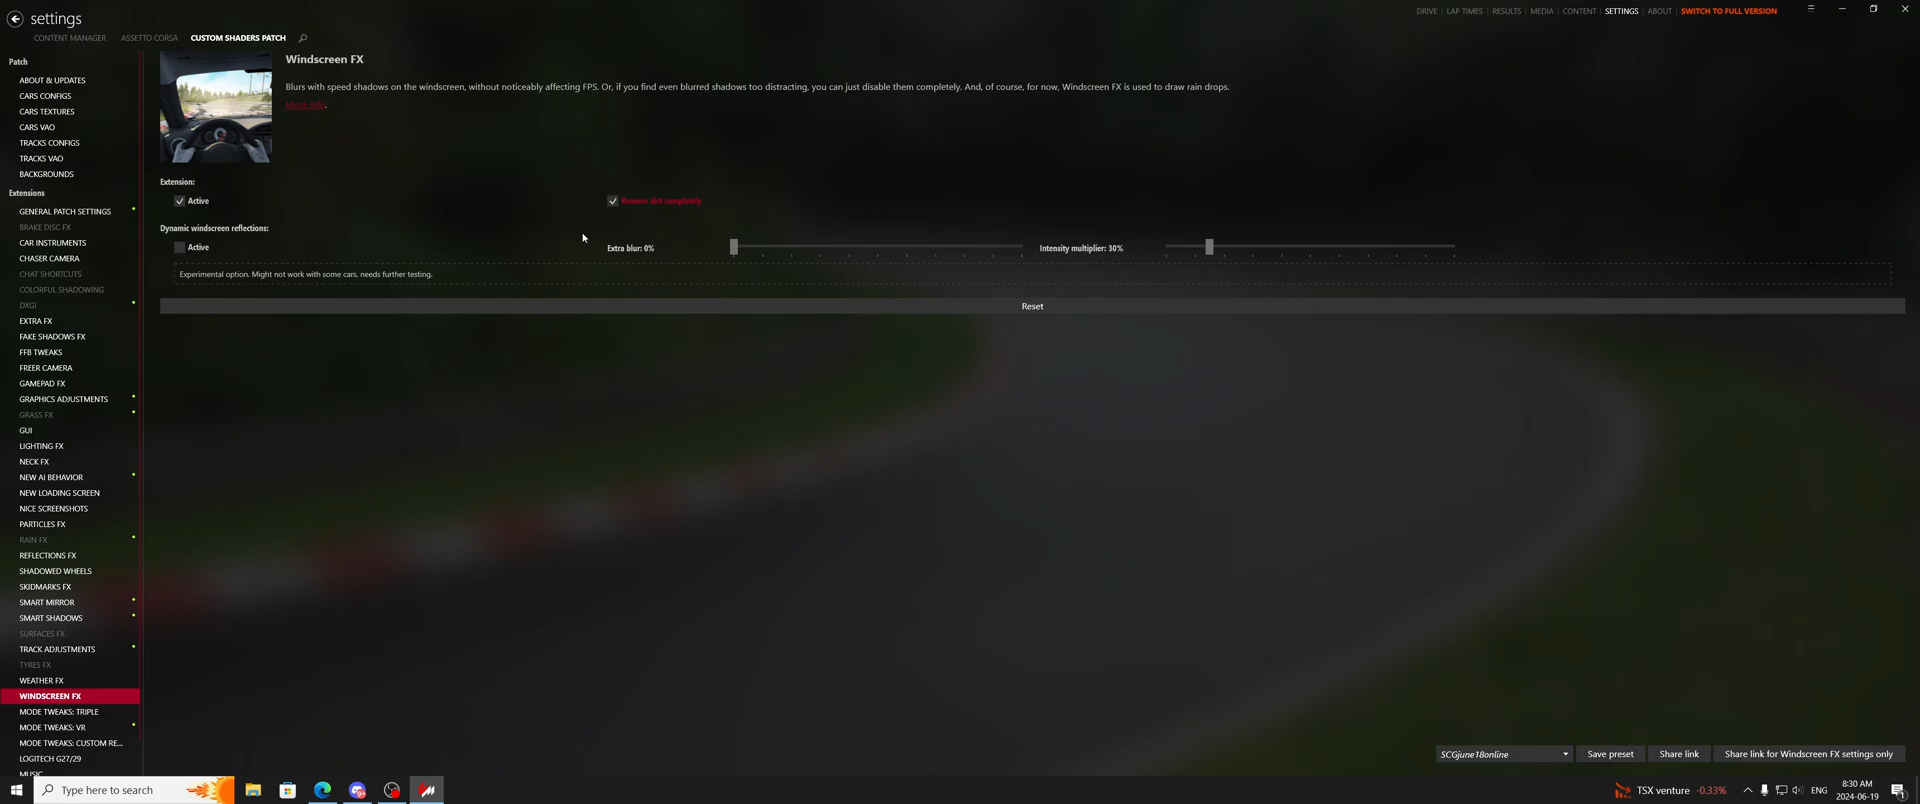 settings
DRIVE | LAP TIMES | RESULTS | MEDIA | CONTENT | SETTINGS | ABOUT | SWITCH TO FULL VERSION
CONTENT MANAGER ASSETTO CORSA CUSTOM SHADERS PATCH
Patch
ABOUT & UPDATES
CARS CONFIGS
CARS TEXTURES
CARS VAO
TRACKS CONFIGS
TRACKS VAO
BACKGROUNDS
Extensions
GENERAL PATCH SETTINGS
BRAKE DISC FX
CAR INSTRUMENTS
CHASER CAMERA
CHAT SHORTCUTS
COLORFUL SHADOWING
DXGI
EXTRA FX
FAKE SHADOWS FX
FFB TWEAKS
FREER CAMERA
GAMEPAD FX
GRAPHICS ADJUSTMENTS
GRASS FX
GUI
LIGHTING FX
NECK FX
NEW AI BEHAVIOR
NEW LOADING SCREEN
NICE SCREENSHOTS
PARTICLES FX
RAIN FX
REFLECTIONS FX
SHADOWED WHEELS
SKIDMARKS FX
SMART MIRROR
SMART SHADOWS
SURFACES FX
TRACK ADJUSTMENTS
TYRES FX
WEATHER FX
WINDSCREEN FX
MODE TWEAKS: TRIPLE
MODE TWEAKS: VR
MODE TWEAKS: CUSTOM RE...
LOGITECH G27/29
MUSIC
Windscreen FX
Blurs with speed shadows on the windscreen, without noticeably affecting FPS. Or, if you find even blurred shadows too distracting, you can just disable them completely. And, of course, for now, Windscreen FX is used to draw rain drops.
More info.
Extension:
Active Remove dirt completely
Dynamic windscreen reflections:
Active Extra blur: 0% Intensity multiplier: 30%
Experimental option. Might not work with some cars, needs further testing.
Reset
SCGjune18online Save preset Share link Share link for Windscreen FX settings only
Type here to search
TSX venture -0.33% ENG
8:30 AM
2024-06-19
1